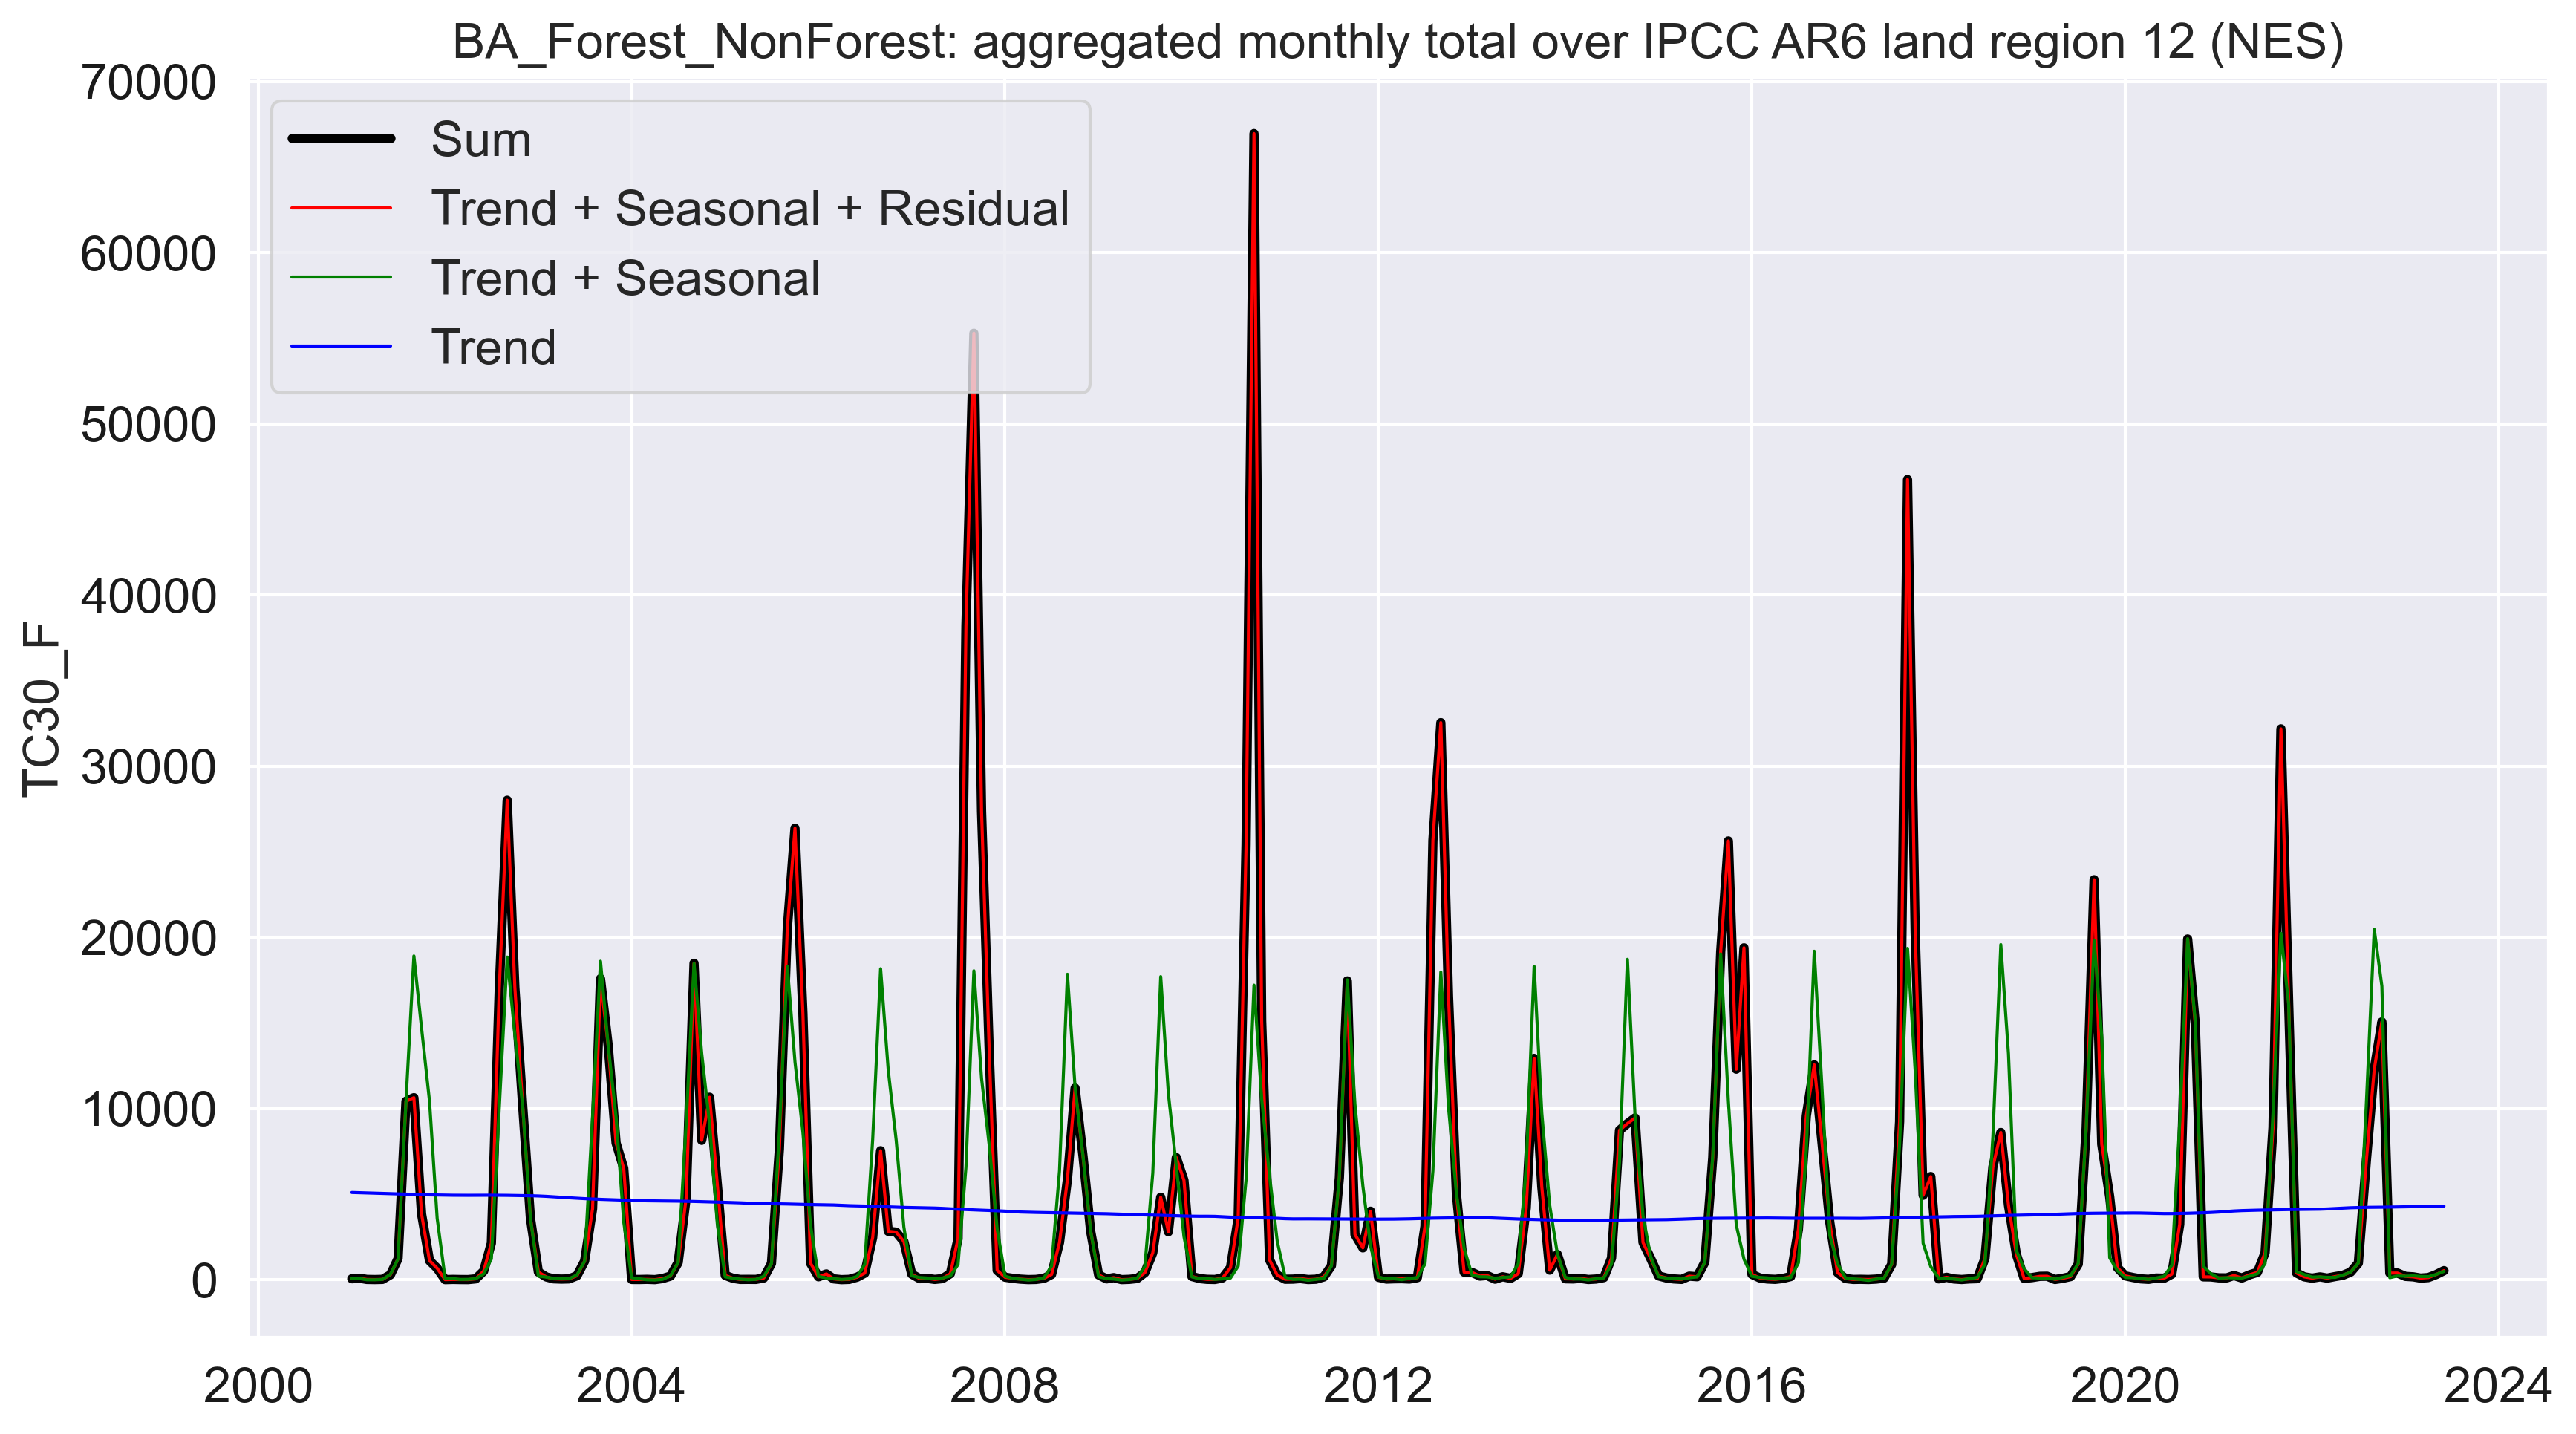 BA_Forest_NonForest: aggregated monthly total over IPCC AR6 land region 12 (NES)
70000
60000
50000
40000
30000
20000
10000
0
TC30_F
Sum
Trend + Seasonal + Residual
Trend + Seasonal
Trend
2000 2004 2008 2012 2016 2020 2024